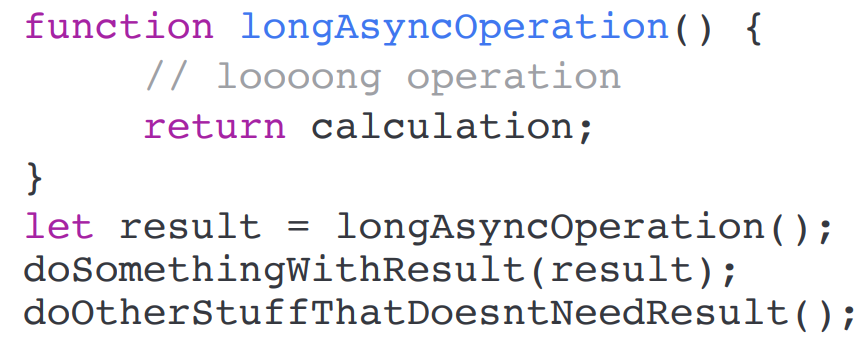 function longAsyncOperation() {
// loooong operation
return calculation;
}
let result = longAsyncOperation();
doSomethingWithResult(result);
doOtherStuffThatDoesntNeedResult();